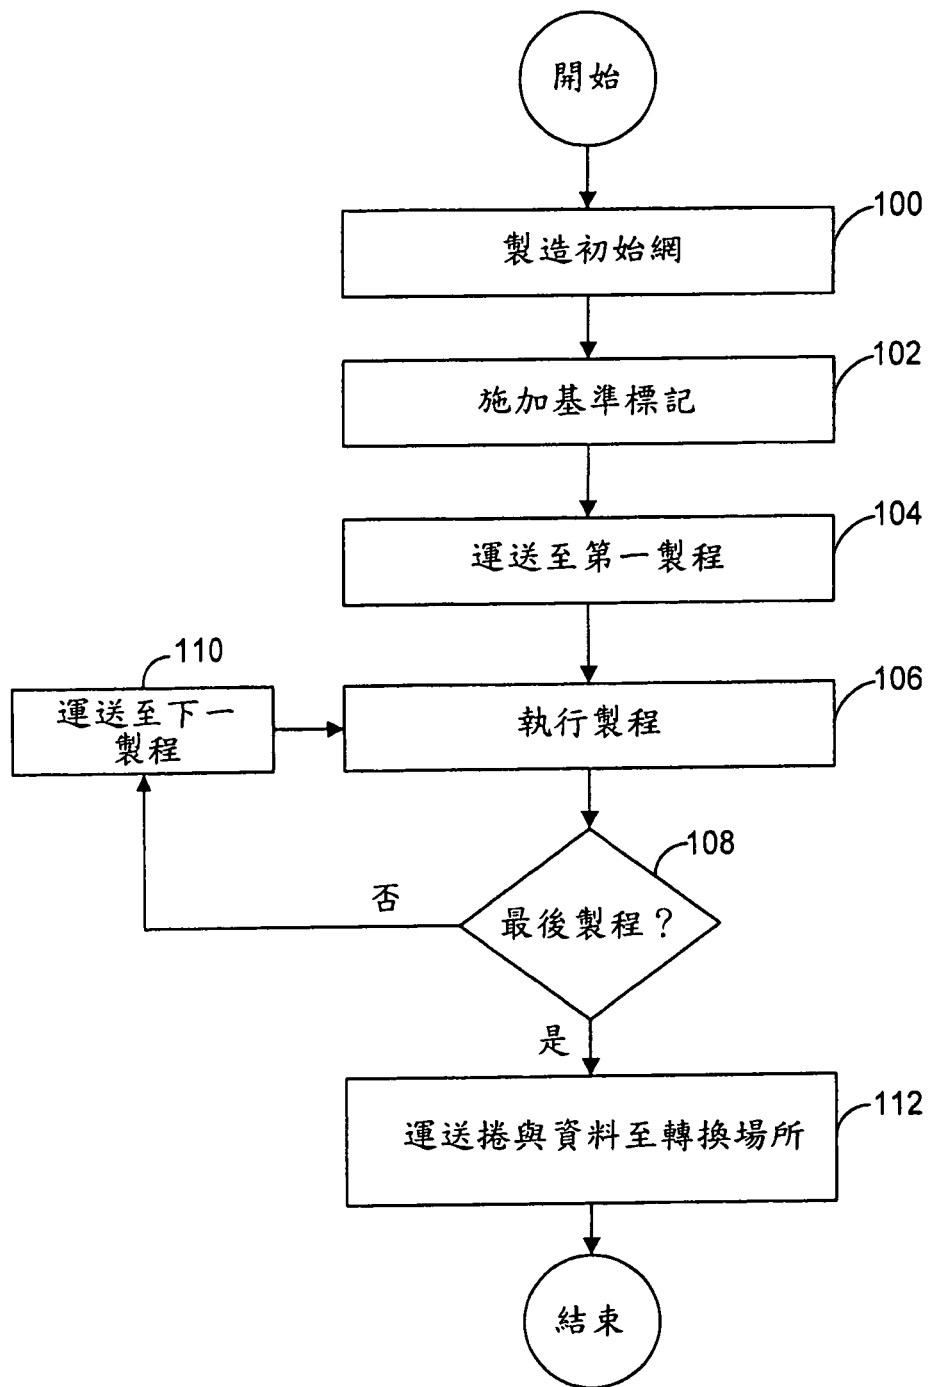 開始
100
製造初始網
102
施加基準標記
104
運送至第一製程
110
運送至下一
製程
106
執行製程
108
最後製程？
否
是
112
運送捲與資料至轉換場所
結束